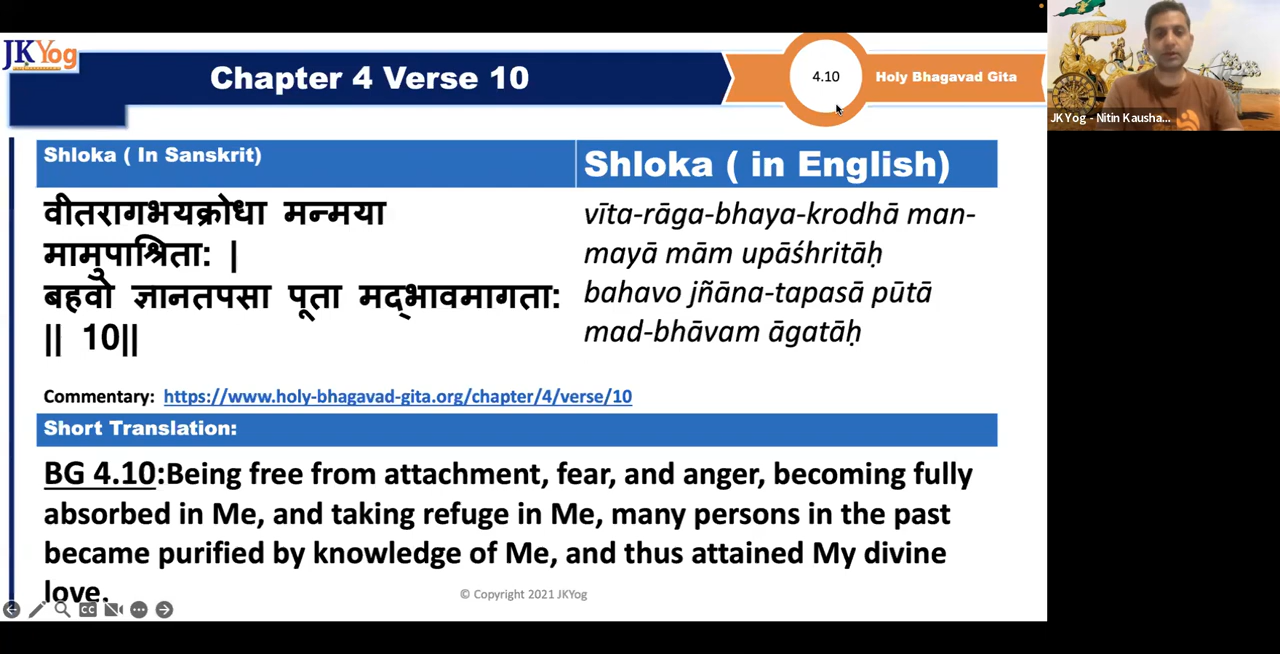 JKYog
Chapter 4 Verse 10
4.10
Holy Bhagavad Gita
JKYog - Nitin Kausha...
Shloka ( In Sanskrit)
Shloka ( in English)
वीतरागभयक्रोधा मन्मया
मामुपाश्रिता: |
बहवो ज्ञानतपसा पूता मद्भावमागता:
|| 10||
vīta-rāga-bhaya-krodhā man-
mayā mām upāśhritāḥ
bahavo jñāna-tapasā pūtā
mad-bhāvam āgatāḥ
Commentary: https://www.holy-bhagavad-gita.org/chapter/4/verse/10
Short Translation:
BG 4.10:Being free from attachment, fear, and anger, becoming fully
absorbed in Me, and taking refuge in Me, many persons in the past
became purified by knowledge of Me, and thus attained My divine
love.
© Copyright 2021 JKYog